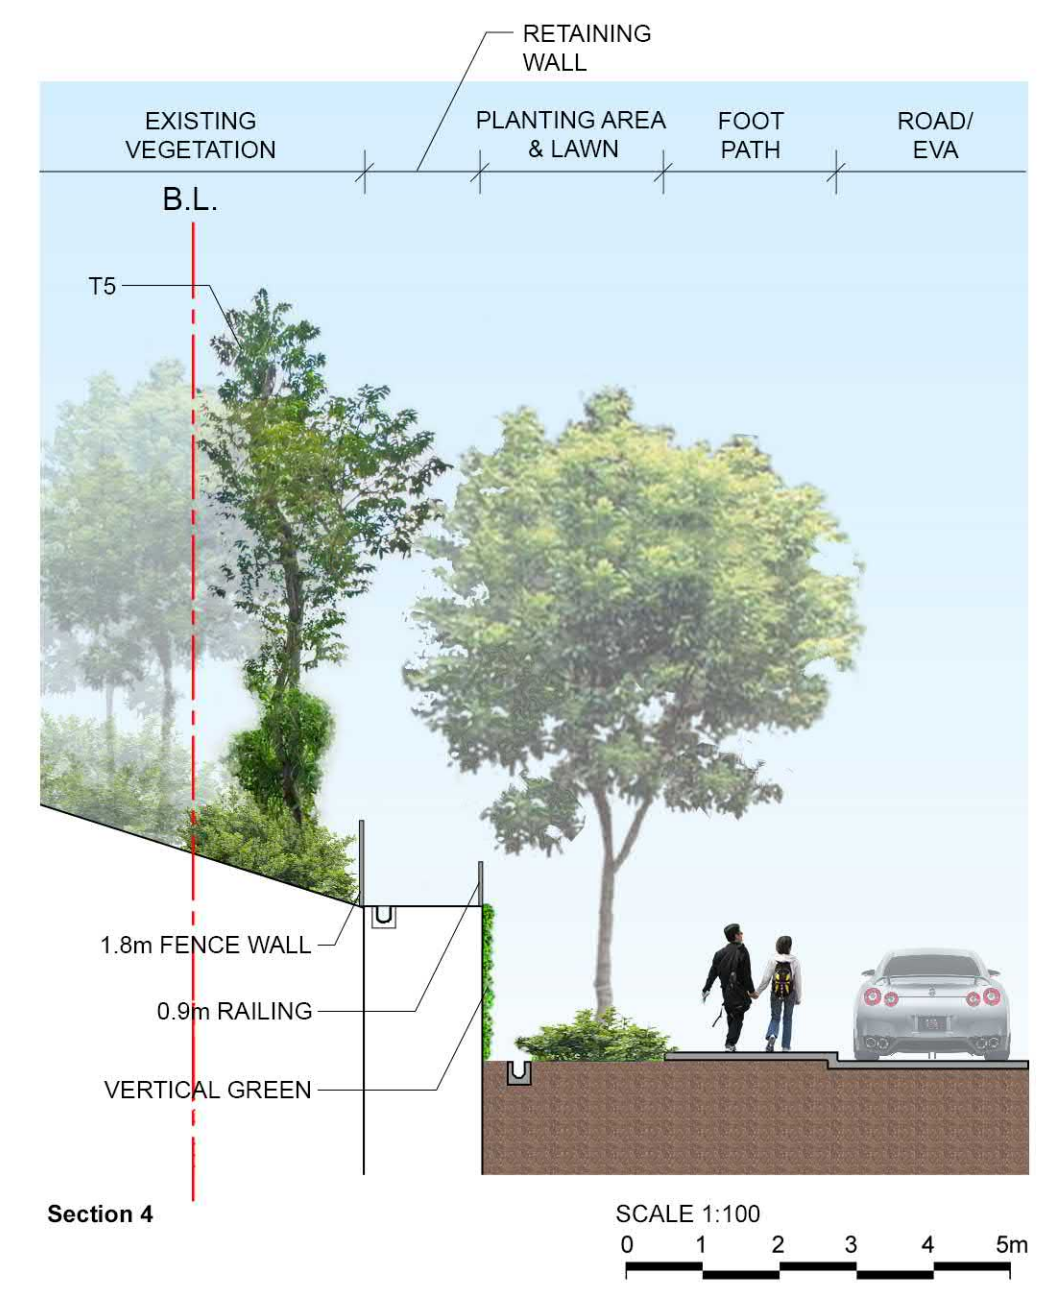 RETAINING
WALL
EXISTING
VEGETATION
PLANTING AREA
& LAWN
FOOT
PATH
ROAD/
EVA
B.L.
T5
1.8m FENCE WALL
0.9m RAILING
VERTICAL GREEN
Section 4
SCALE 1:100
0 1 2 3 4 5m